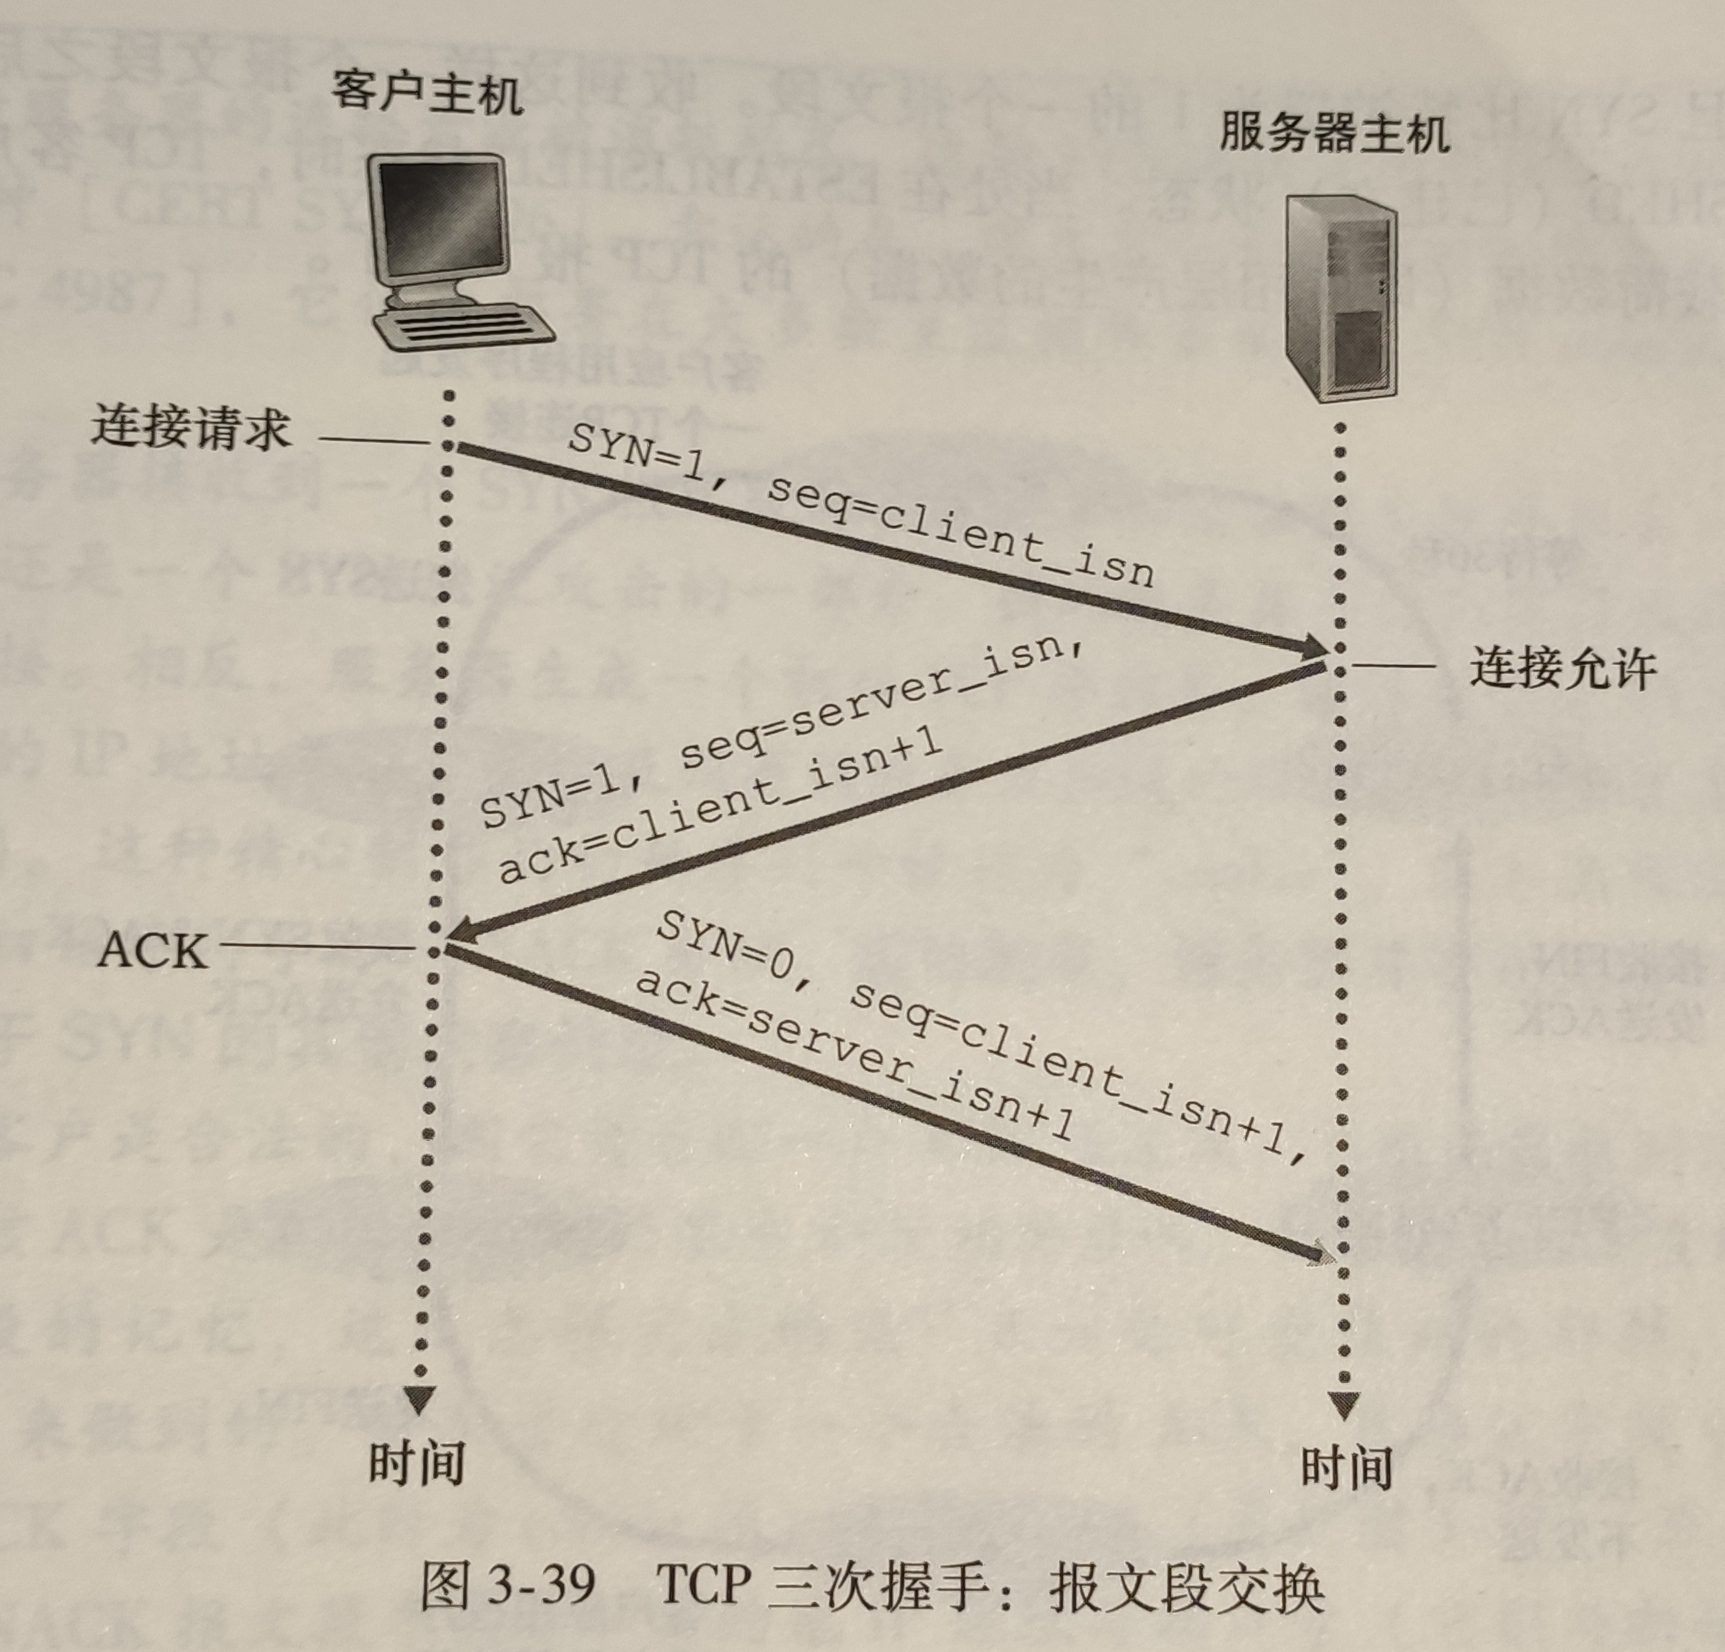 客户主机
服务器主机
连接请求
SYN=1, seq=client_isn
连接允许
SYN=1, seq=server_isn,
ack=client_isn+1
ACK
SYN=0, seq=client_isn+1,
ack=server_isn+1
时间
时间
图 3-39 TCP 三次握手：报文段交换